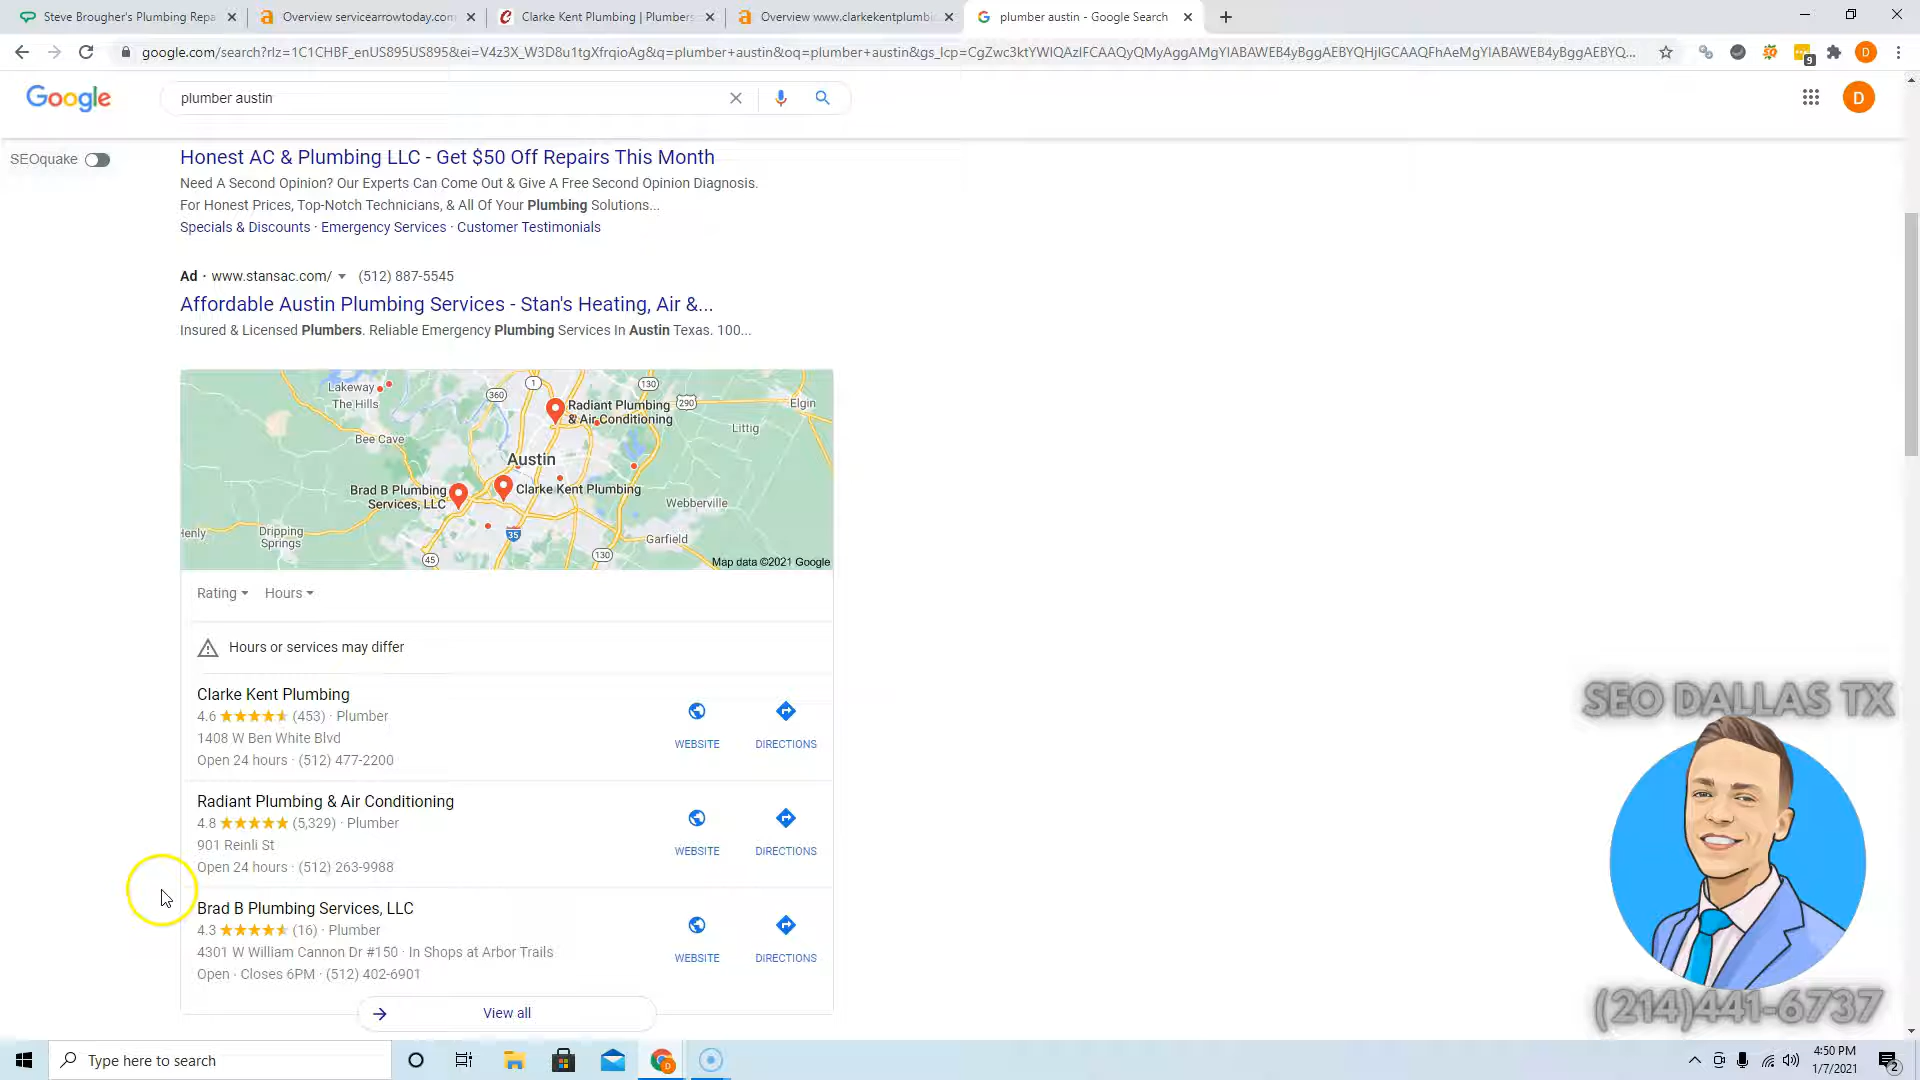 Steve Brougher's Plumbing Repa
Overview servicearrowtoday.com
Clarke Kent Plumbing | Plumbers
Overview www.clarkekentplumbi
plumber austin - Google Search
google.com/search?rlz=1C1CHBF_enUS895US895&ei=V4z3X_W3D8u1tgXfrqioAg&q=plumber+austin&oq=plumber+austin&gs_lcp=CgZwc3ktYWIQAzIFCAAQyQMyAggAMgYIABAWEB4yBggAEBYQHjIGCAAQFhAeMgYIABAWEB4yBggAEBYQ...
9
D
Google
plumber austin
D
SEOquake
Honest AC & Plumbing LLC - Get $50 Off Repairs This Month
Need A Second Opinion? Our Experts Can Come Out & Give A Free Second Opinion Diagnosis.
For Honest Prices, Top-Notch Technicians, & All Of Your Plumbing Solutions...
Specials & Discounts · Emergency Services · Customer Testimonials
Ad · www.stansac.com/ (512) 887-5545
Affordable Austin Plumbing Services - Stan's Heating, Air &...
Insured & Licensed Plumbers. Reliable Emergency Plumbing Services In Austin Texas. 100...
Lakeway
The Hills
360
1
130
290
Elgin
Radiant Plumbing
& Air Conditioning
Littig
Bee Cave
Austin
Brad B Plumbing
Services, LLC
Clarke Kent Plumbing
Webberville
Henly
Dripping
Springs
35
Garfield
45
130
Map data ©2021 Google
Rating
Hours
Hours or services may differ
Clarke Kent Plumbing
4.6 (453) · Plumber
1408 W Ben White Blvd
Open 24 hours · (512) 477-2200
WEBSITE
DIRECTIONS
Radiant Plumbing & Air Conditioning
4.8 (5,329) · Plumber
901 Reinli St
Open 24 hours · (512) 263-9988
WEBSITE
DIRECTIONS
Brad B Plumbing Services, LLC
4.3 (16) · Plumber
4301 W William Cannon Dr #150 · In Shops at Arbor Trails
Open · Closes 6PM · (512) 402-6901
WEBSITE
DIRECTIONS
View all
SEO DALLAS TX
(214)441-6737
Type here to search
D
4:50 PM
1/7/2021
2